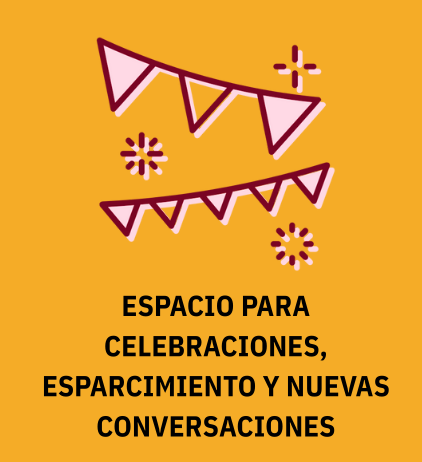 ESPACIO PARA
CELEBRACIONES,
ESPARCIMIENTO Y NUEVAS
CONVERSACIONES